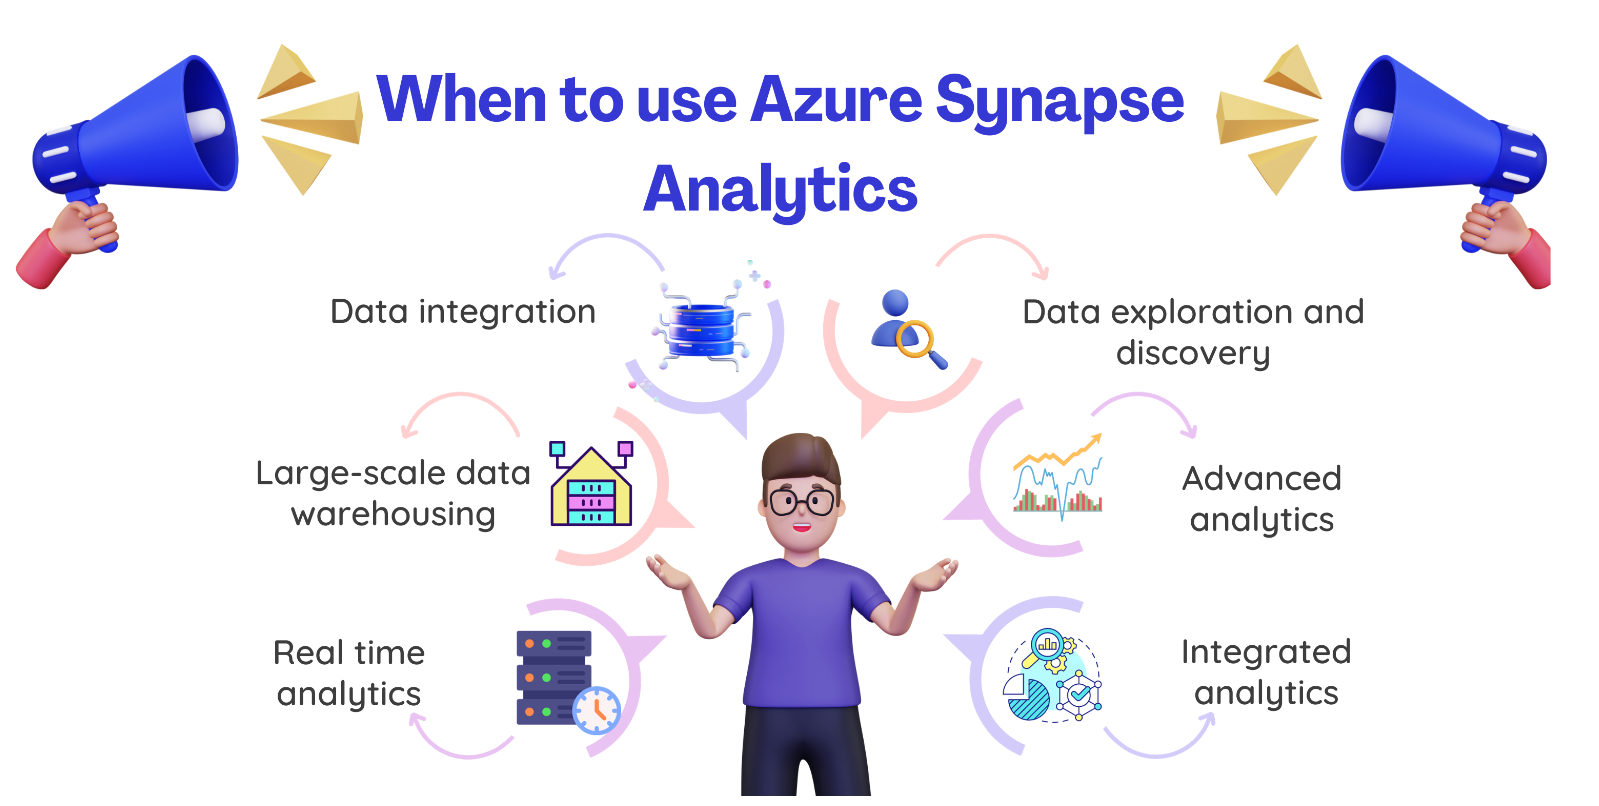 When to use Azure Synapse
Analytics
Data integration
Data exploration and
discovery
Large-scale data
warehousing
Advanced
analytics
Real time
analytics
Integrated
analytics